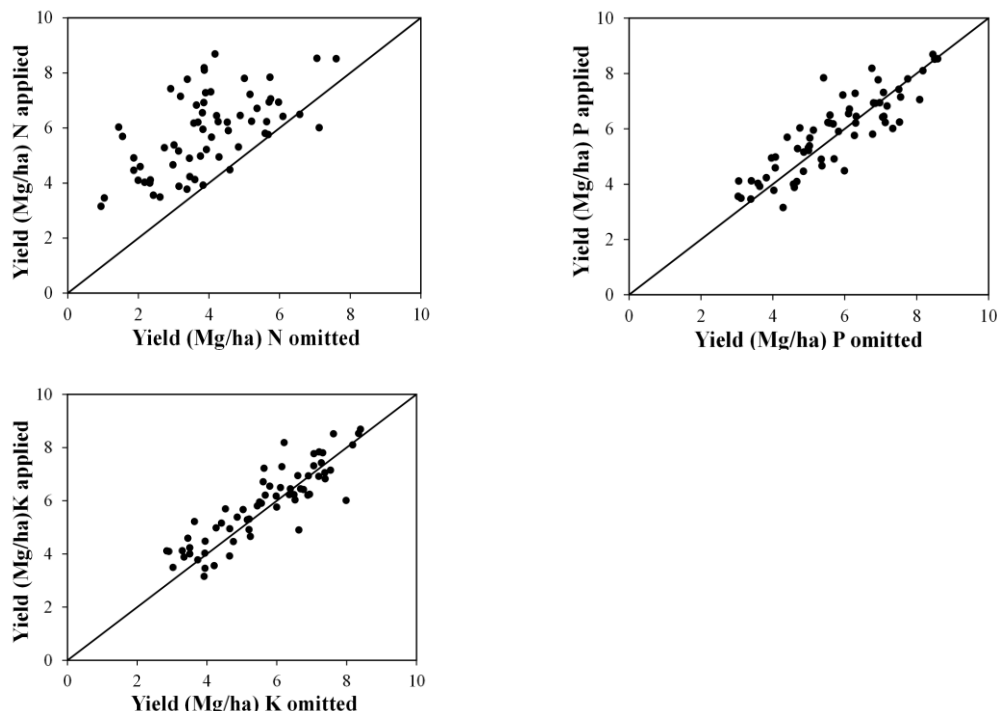 10
8
6
4
2
0
0 2 4 6 8 10
Yield (Mg/ha) N applied
Yield (Mg/ha) N omitted
10
8
6
4
2
0
0 2 4 6 8 10
Yield (Mg/ha) P applied
Yield (Mg/ha) P omitted
10
8
6
4
2
0
0 2 4 6 8 10
Yield (Mg/ha)K applied
Yield (Mg/ha) K omitted